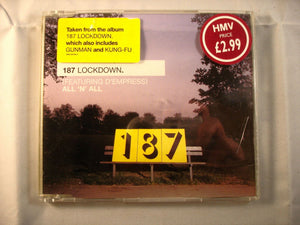 Taken from the album
187 LOCKDOWN,
which also includes
GUNMAN and KUNG-FU
HMV
PRICE
£2.99
187 LOCKDOWN.
(FEATURING D'EMPRESS)
ALL 'N' ALL
187